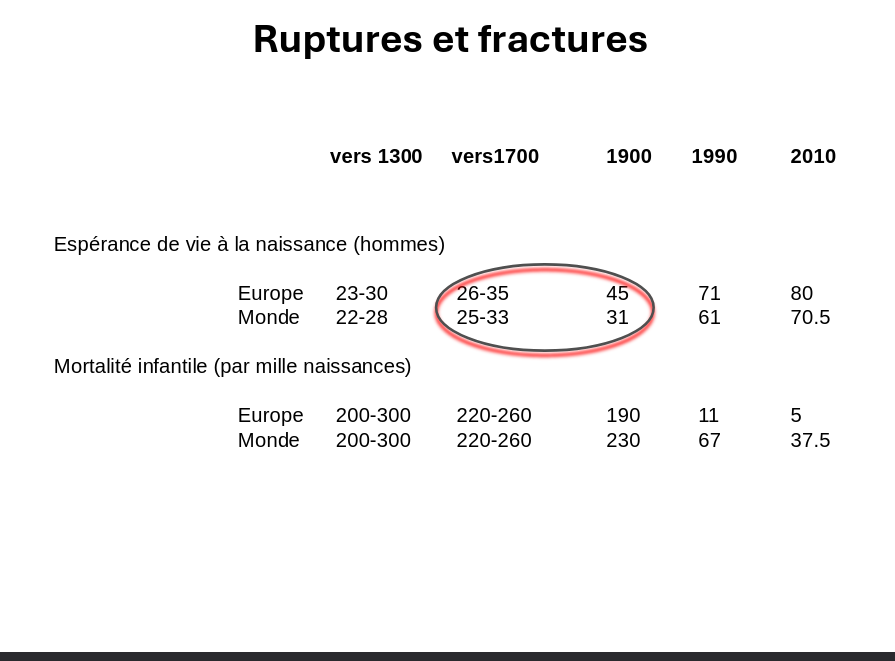 Ruptures et fractures
vers 1300 vers1700 1900 1990 2010
Espérance de vie à la naissance (hommes)
Europe 23-30 26-35 45 71 80
Monde 22-28 25-33 31 61 70.5
Mortalité infantile (par mille naissances)
Europe 200-300 220-260 190 11 5
Monde 200-300 220-260 230 67 37.5